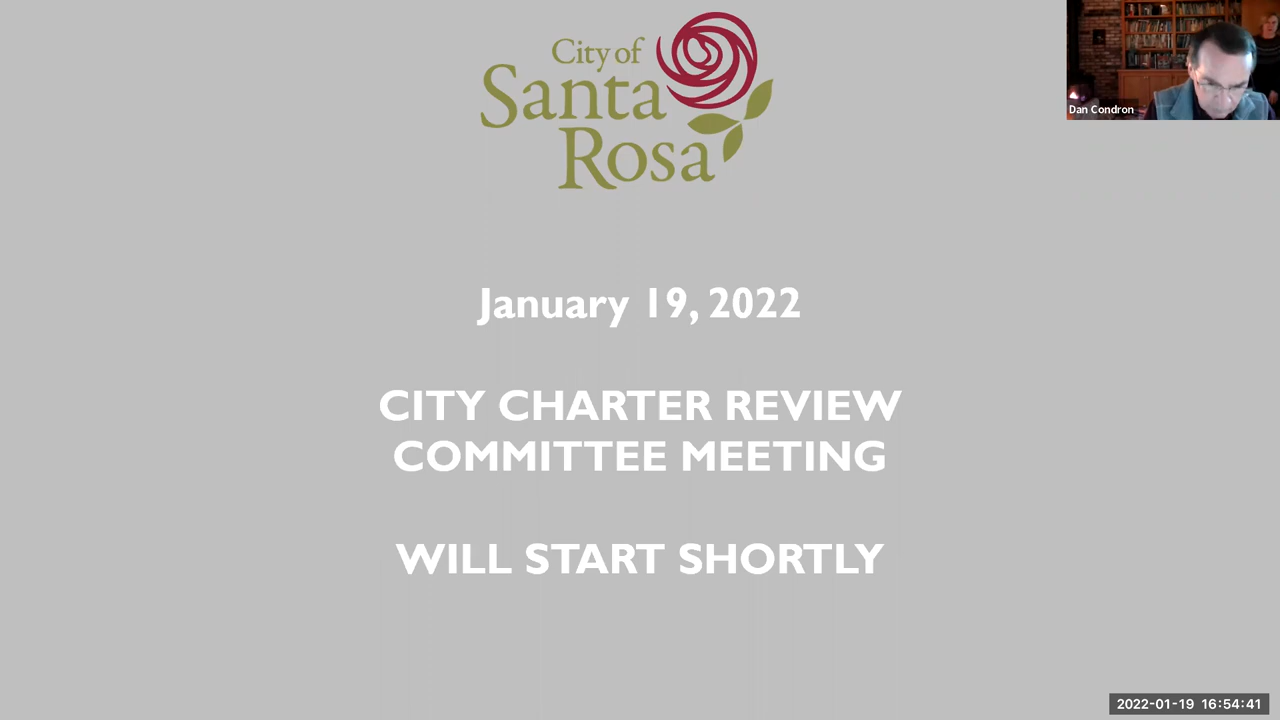 City of
Santa
Rosa
Dan Condron
January 19, 2022
CITY CHARTER REVIEW
COMMITTEE MEETING
WILL START SHORTLY
2022-01-19 16:54:41